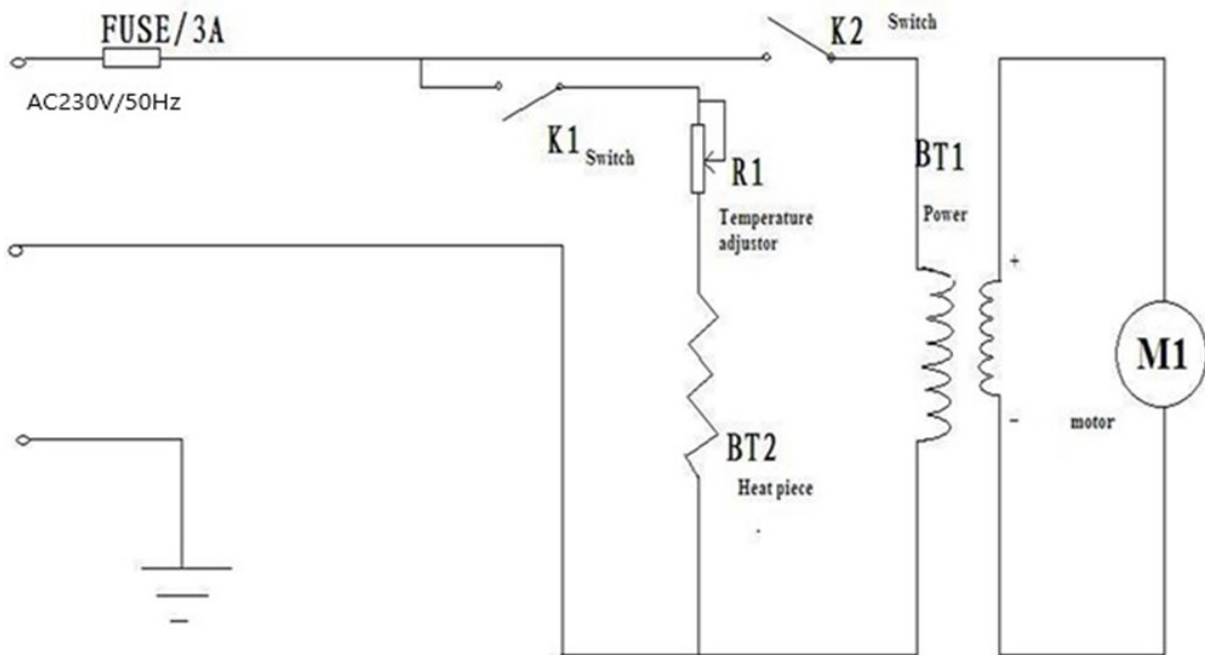 FUSE/3A
K2 Switch
AC230V/50Hz
K1 Switch
BT1
R1
Power
Temperature
adjustor
+
M1
−
motor
BT2
Heat piece